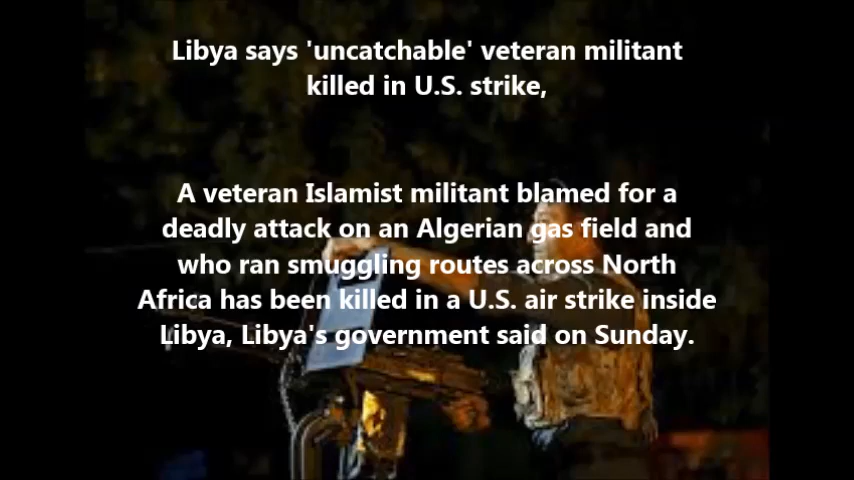 Libya says 'uncatchable' veteran militant
killed in U.S. strike,
A veteran Islamist militant blamed for a
deadly attack on an Algerian gas field and
who ran smuggling routes across North
Africa has been killed in a U.S. air strike inside
Libya, Libya's government said on Sunday.